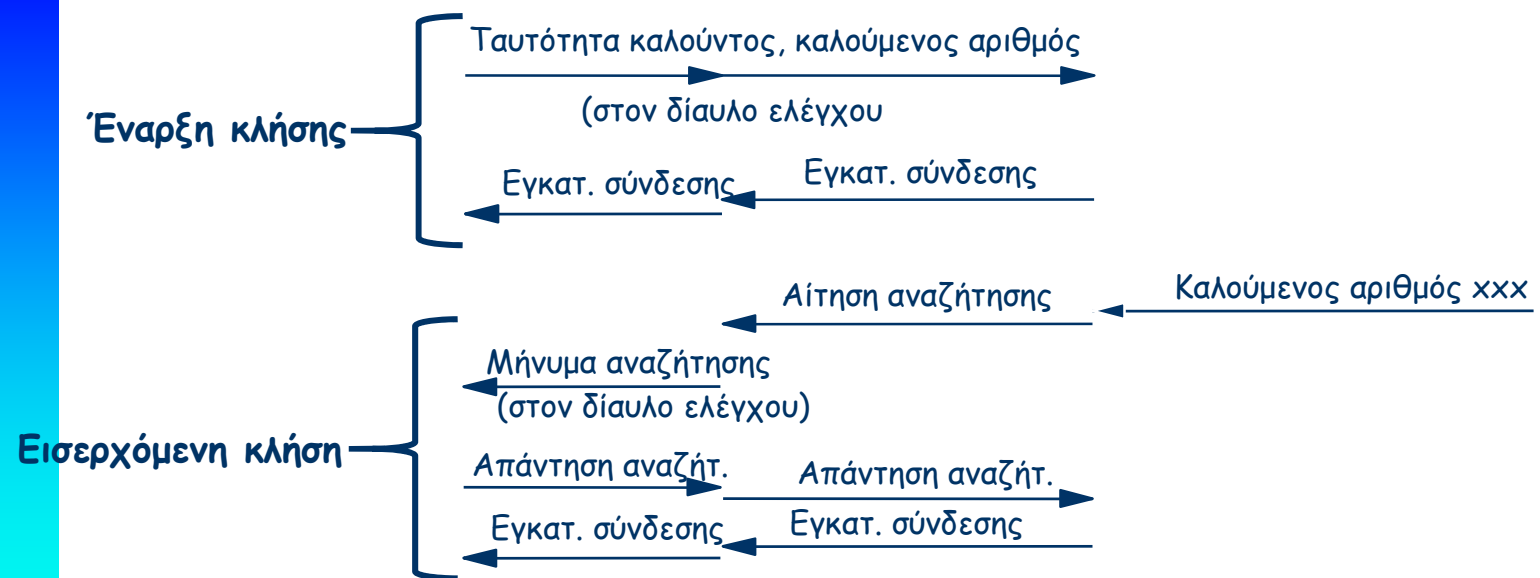 Ταυτότητα καλούντος, καλούμενος αριθμός
(στον δίαυλο ελέγχου
Έναρξη κλήσης
Εγκατ. σύνδεσης
Εγκατ. σύνδεσης
Καλούμενος αριθμός xxx
Αίτηση αναζήτησης
Μήνυμα αναζήτησης
(στον δίαυλο ελέγχου)
Εισερχόμενη κλήση
Απάντηση αναζήτ.
Απάντηση αναζήτ.
Εγκατ. σύνδεσης
Εγκατ. σύνδεσης